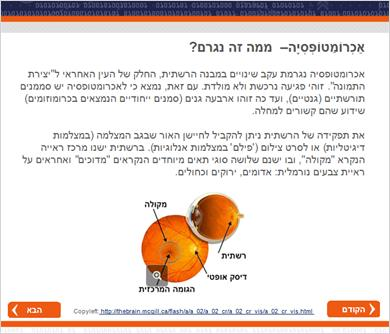 אַכְרוֹמַטוֹפְּסִיָה– ממה זה נגרם?
אכרומטופסיה נגרמת עקב שינויים במבנה הרשתית, החלק של העין האחראי ל"יצירת
התמונה". זוהי פגיעה נרכשת ולא מולדת. עם זאת, נמצא כי לאכרומטופסיה יש סממנים
תורשתיים (גנטיים), ועד כה זוהו ארבעה גנים (סמנים ייחודיים הנמצאים בכרומוזומים)
שידוע שהם קשורים למחלה.
את תפקידה של הרשתית ניתן להקביל לחיישן האור שבגב המצלמה (במצלמות
דיגיטליות) או לסרט צילום ('פילם' במצלמות אנלוגיות). ברשתית ישנו מרכז ראייה
הנקרא "מקולה", ובו ישנם שלושה סוגי תאים מיוחדים הנקראים "מדוכים" ואחראים על
ראיית צבעים נורמלית: אדומים, ירוקים וכחולים.
מקולה
רשתית
דיסק אופטי
הגומה המרכזית
הקודם
Copyleft: http://thebrain.mcgill.ca/flash/a/a_02/a_02_cr/a_02_cr_vis/a_02_cr_vis.html
הבא